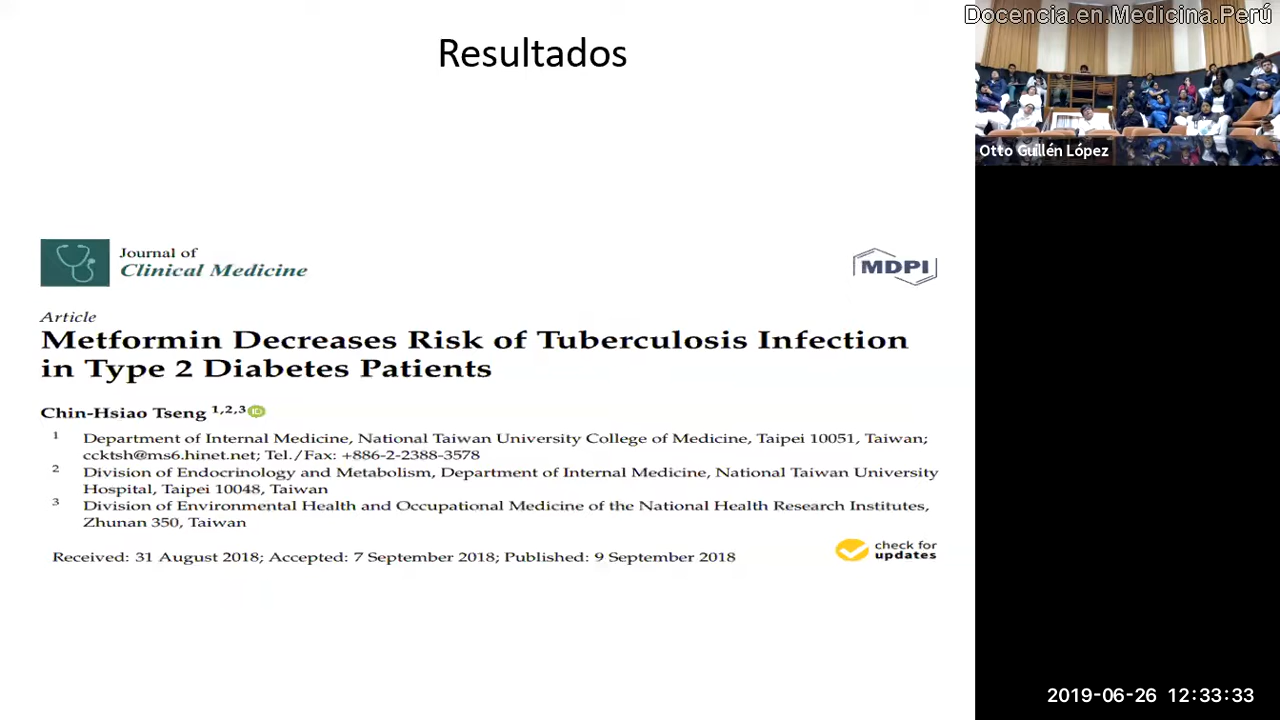 Docencia.en.Medicina.Perú
Resultados
Otto Guillén López
Journal of
Clinical Medicine
MDPI
Article
Metformin Decreases Risk of Tuberculosis Infection
in Type 2 Diabetes Patients
Chin-Hsiao Tseng 1,2,3 iD
1 Department of Internal Medicine, National Taiwan University College of Medicine, Taipei 10051, Taiwan;
ccktsh@ms6.hinet.net; Tel./Fax: +886-2-2388-3578
2 Division of Endocrinology and Metabolism, Department of Internal Medicine, National Taiwan University
Hospital, Taipei 10048, Taiwan
3 Division of Environmental Health and Occupational Medicine of the National Health Research Institutes,
Zhunan 350, Taiwan
Received: 31 August 2018; Accepted: 7 September 2018; Published: 9 September 2018
check for
updates
2019-06-26 12:33:33